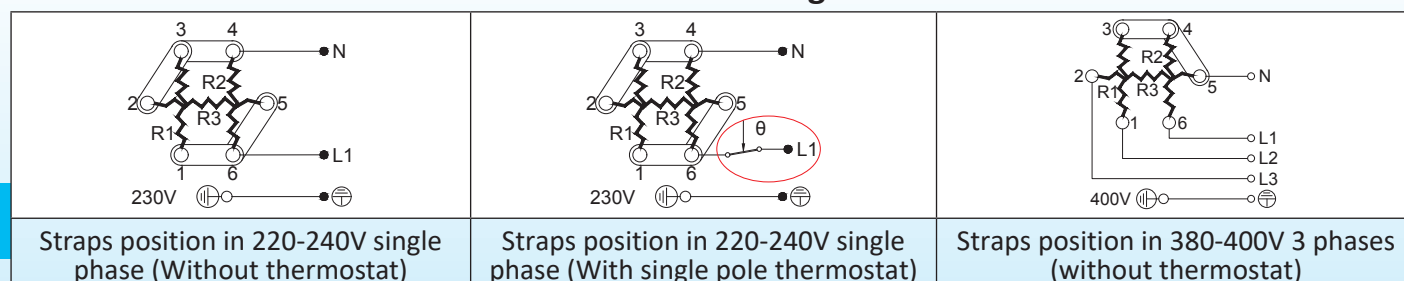 3 4
N
R2
2 5
R3
R1
L1
1 6
230V
3 4
N
R2
2 5
R3
θ
R1
L1
1 6
230V
3 4
R2
2 N
R1 R3 5
1 6
L1
L2
L3
400V
Straps position in 220-240V single
phase (Without thermostat)
Straps position in 220-240V single
phase (With single pole thermostat)
Straps position in 380-400V 3 phases
(without thermostat)